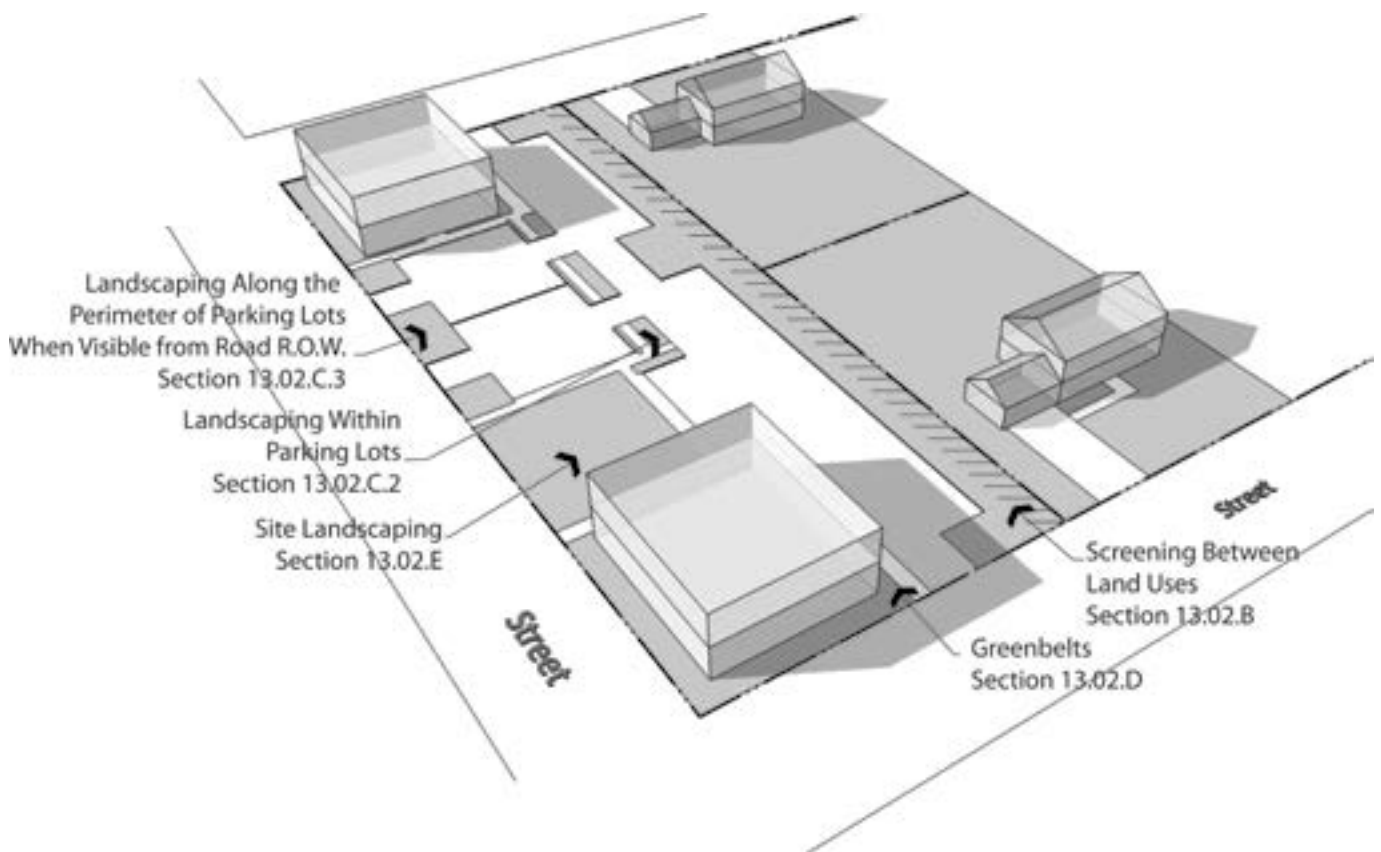 Landscaping Along the
Perimeter of Parking Lots
When Visible from Road R.O.W.
Section 13.02.C.3
Landscaping Within
Parking Lots
Section 13.02.C.2
Site Landscaping
Section 13.02.E
Street
Street
Screening Between
Land Uses
Section 13.02.B
Greenbelts
Section 13.02.D